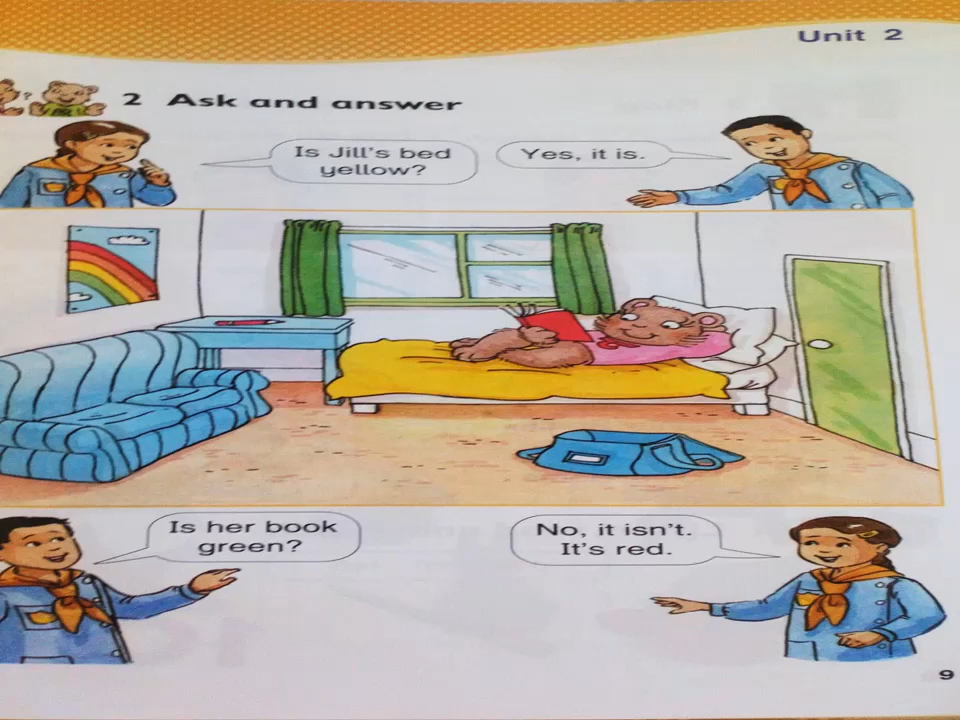 Unit 2
2 Ask and answer
Is Jill's bed
yellow?
Yes, it is.
Is her book
green?
No, it isn't.
It's red.
9